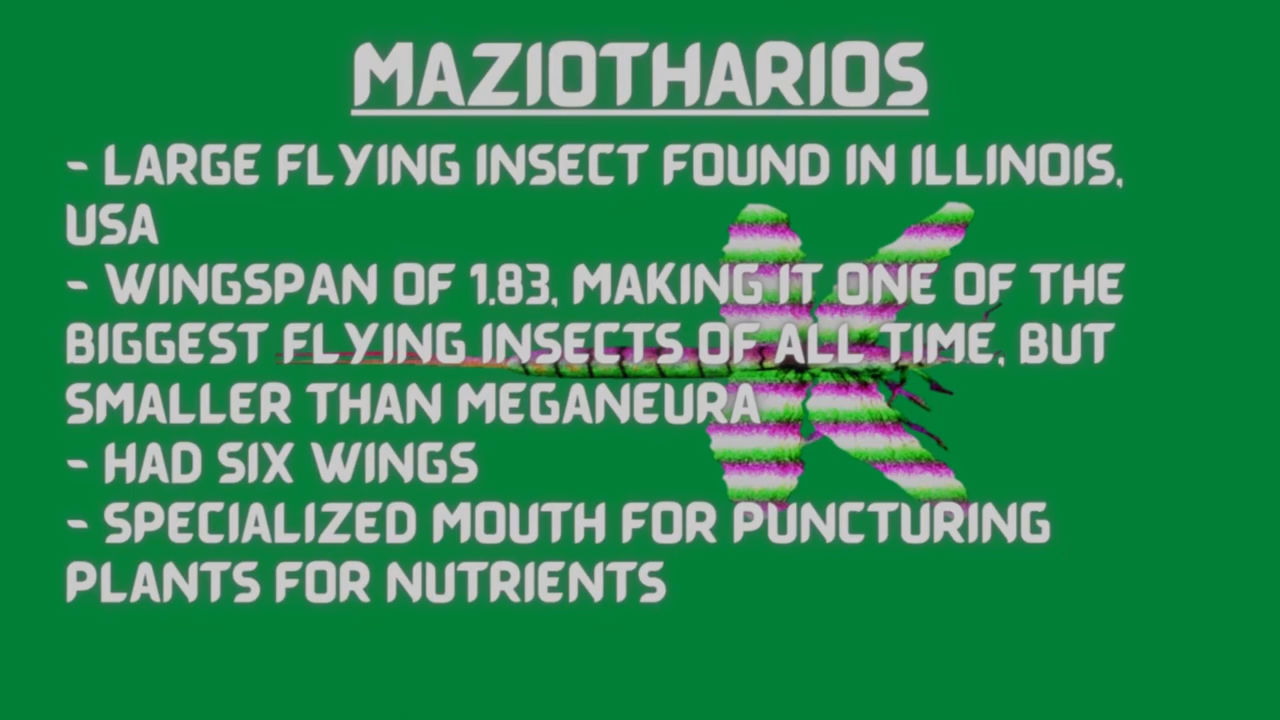 MAZIOTHARIOS
- LARGE FLYING INSECT FOUND IN ILLINOIS,
USA
- WINGSPAN OF 1.83, MAKING IT ONE OF THE
BIGGEST FLYING INSECTS OF ALL TIME, BUT
SMALLER THAN MEGANEURA
- HAD SIX WINGS
- SPECIALIZED MOUTH FOR PUNCTURING
PLANTS FOR NUTRIENTS